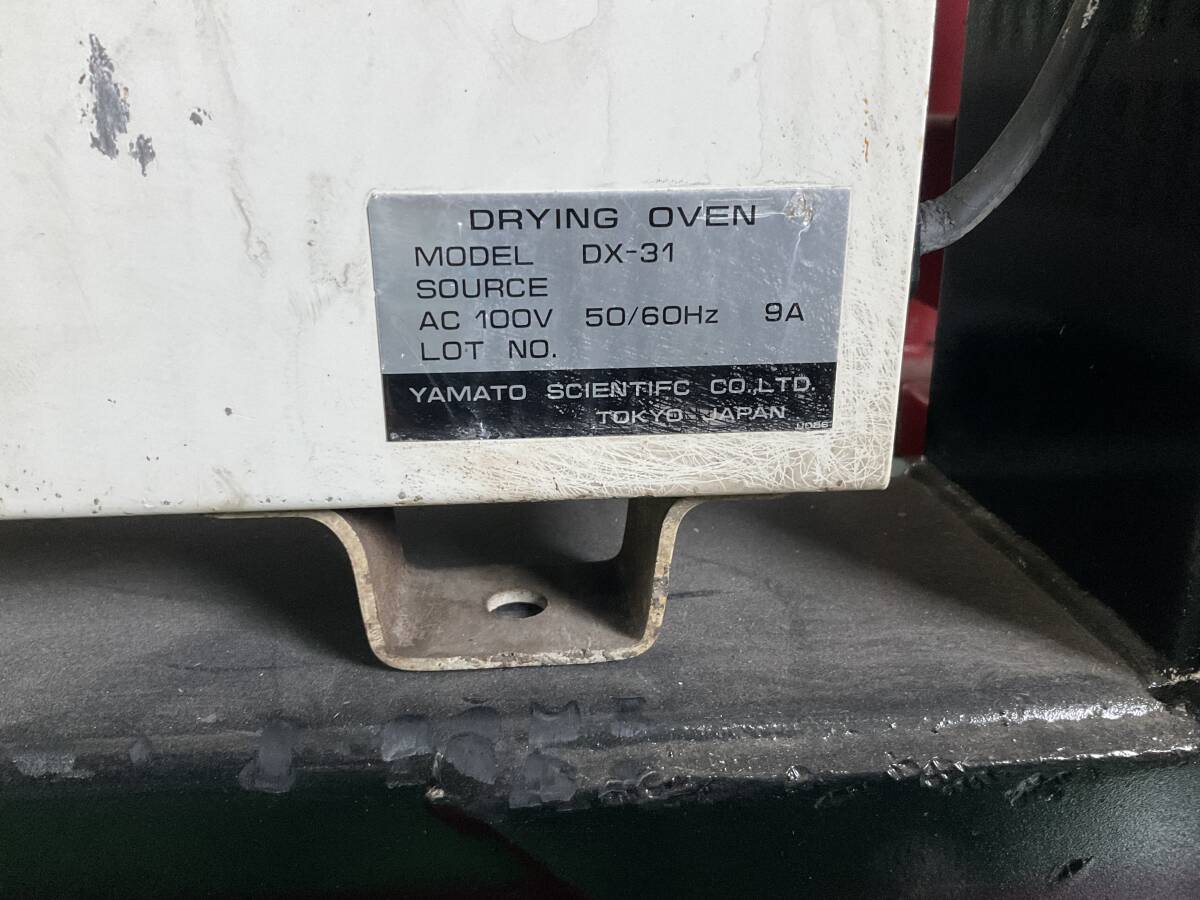 DRYING OVEN
MODEL DX-31
SOURCE
AC 100V 50/60Hz 9A
LOT NO.
YAMATO SCIENTIFC CO.,LTD.
TOKYO JAPAN